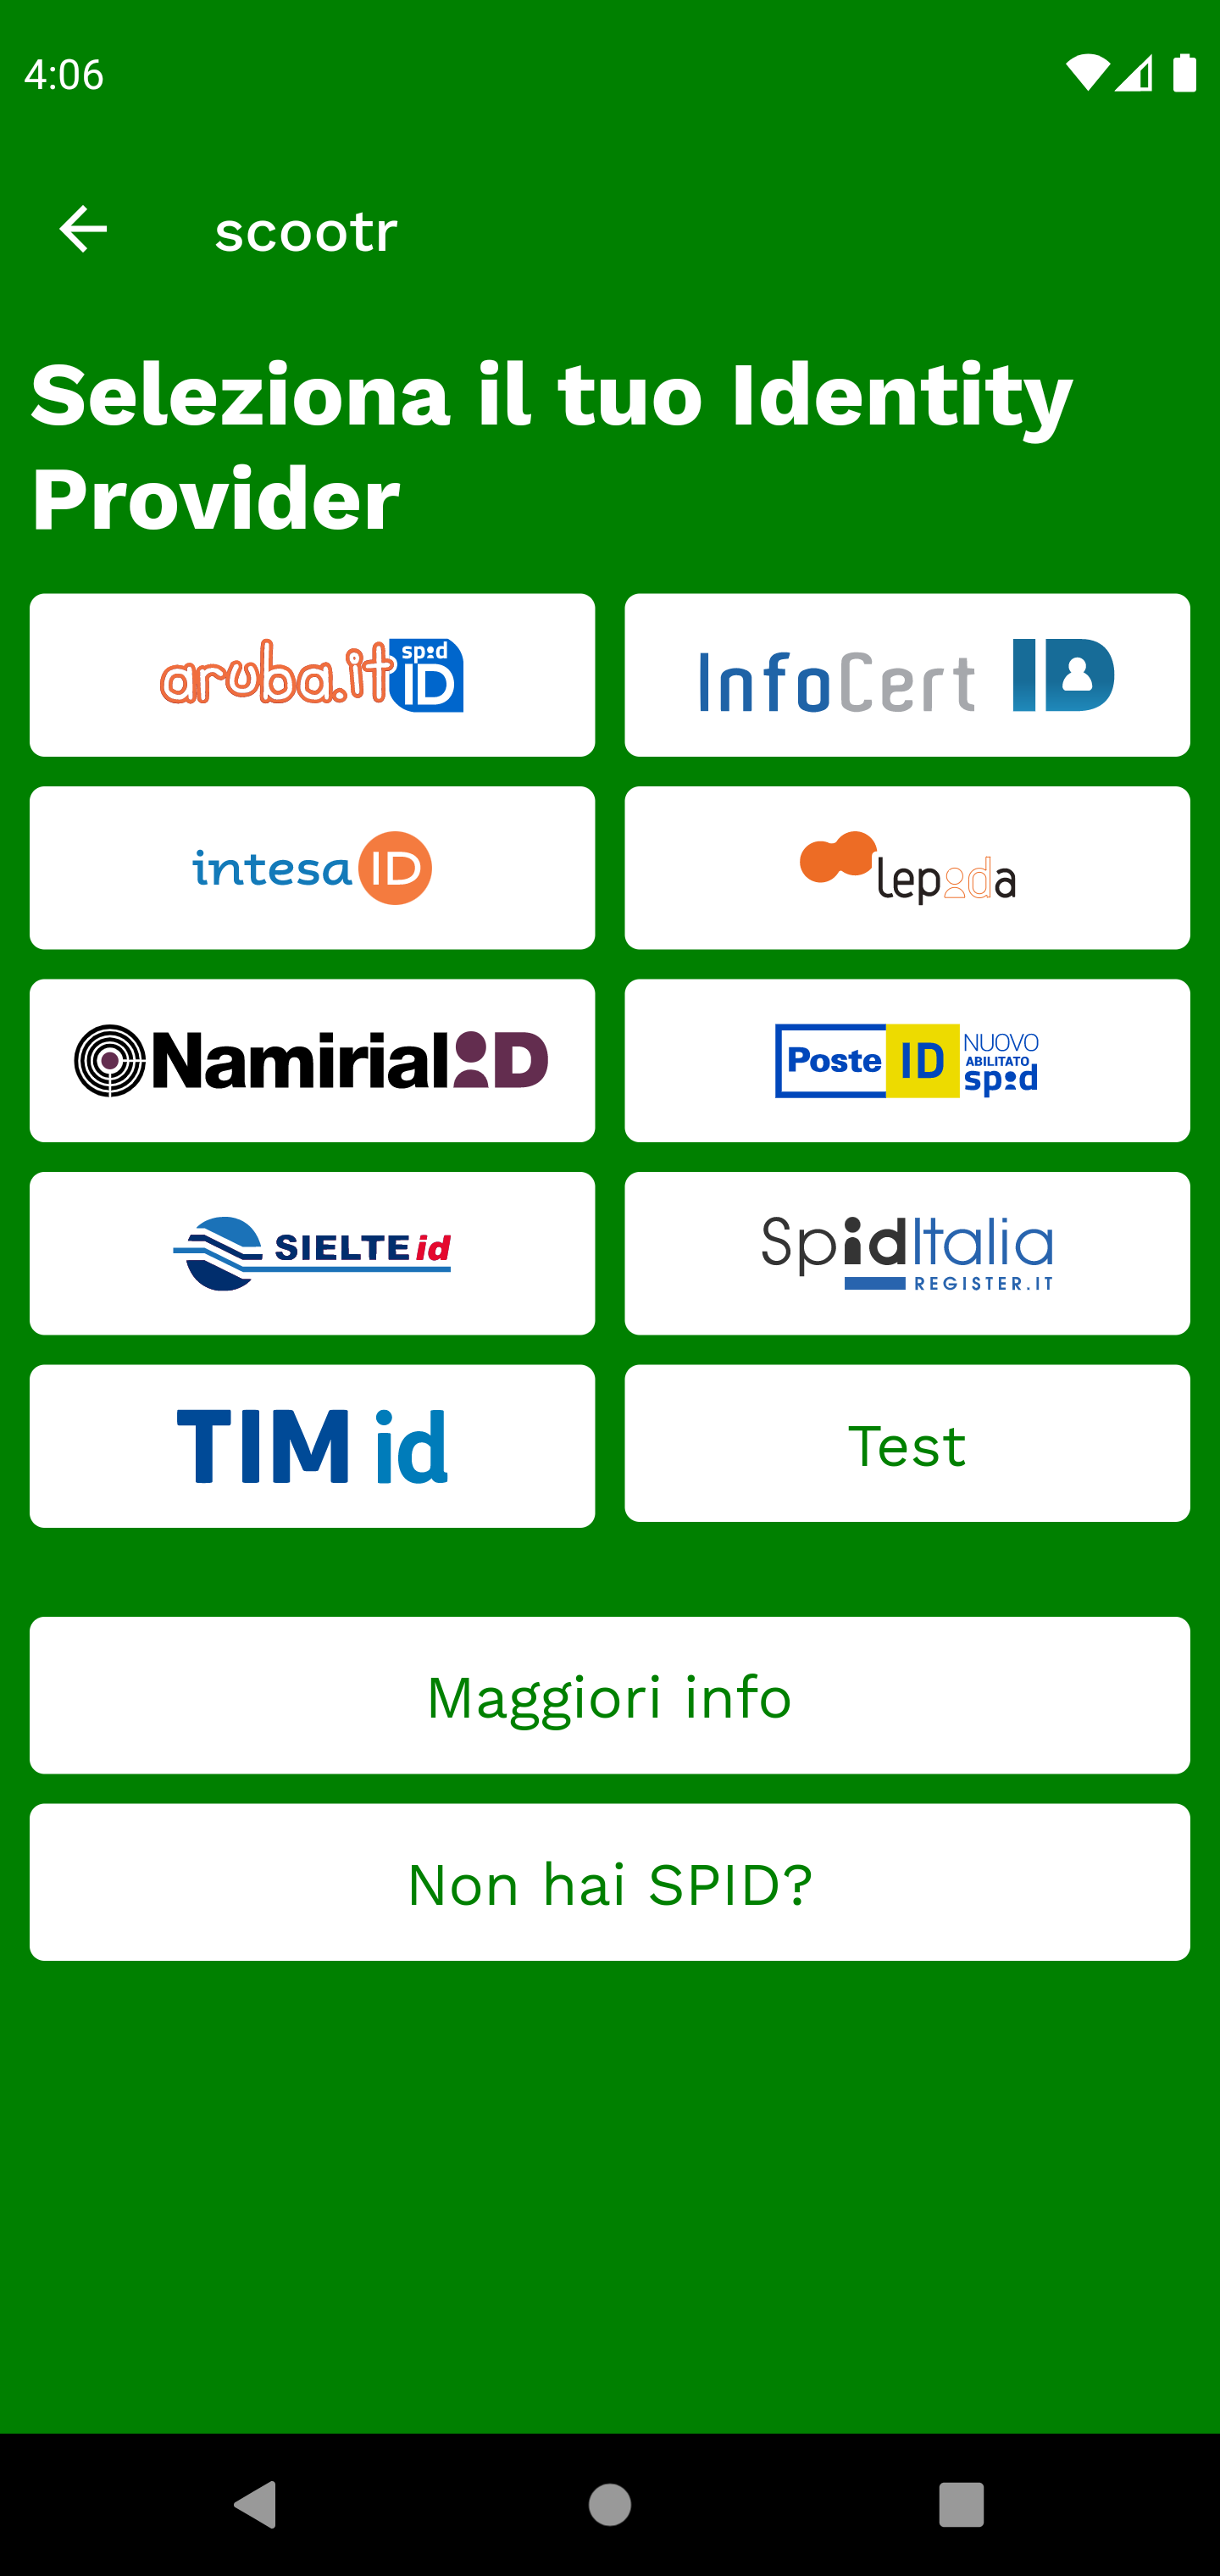 4:06
scootr
Seleziona il tuo Identity
Provider
aruba.it spid ID
InfoCert ID
intesa ID
lepida
Namirial ID
Poste ID NUOVO
ABILITATO
spid
SIELTE id
SpidItalia
REGISTER.IT
TIM id
Test
Maggiori info
Non hai SPID?